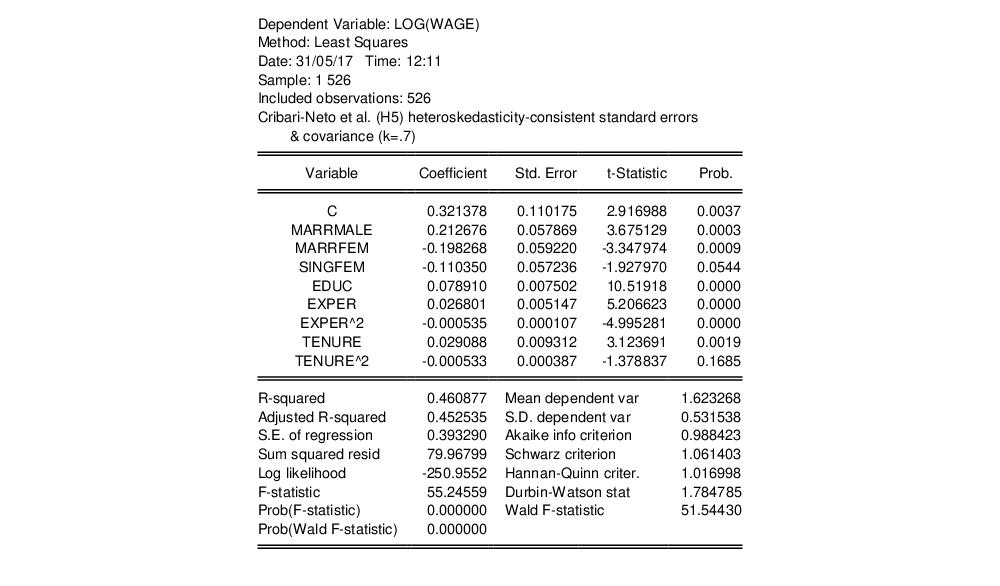 Dependent Variable: LOG(WAGE)
Method: Least Squares
Date: 31/05/17 Time: 12:11
Sample: 1 526
Included observations: 526
Cribari-Neto et al. (H5) heteroskedasticity-consistent standard errors
& covariance (k=.7)
Variable Coefficient Std. Error t-Statistic Prob.
C 0.321378 0.110175 2.916988 0.0037
MARRMALE 0.212676 0.057869 3.675129 0.0003
MARRFEM -0.198268 0.059220 -3.347974 0.0009
SINGFEM -0.110350 0.057236 -1.927970 0.0544
EDUC 0.078910 0.007502 10.51918 0.0000
EXPER 0.026801 0.005147 5.206623 0.0000
EXPER^2 -0.000535 0.000107 -4.995281 0.0000
TENURE 0.029088 0.009312 3.123691 0.0019
TENURE^2 -0.000533 0.000387 -1.378837 0.1685
R-squared 0.460877 Mean dependent var 1.623268
Adjusted R-squared 0.452535 S.D. dependent var 0.531538
S.E. of regression 0.393290 Akaike info criterion 0.988423
Sum squared resid 79.96799 Schwarz criterion 1.061403
Log likelihood -250.9552 Hannan-Quinn criter. 1.016998
F-statistic 55.24559 Durbin-Watson stat 1.784785
Prob(F-statistic) 0.000000 Wald F-statistic 51.54430
Prob(Wald F-statistic) 0.000000